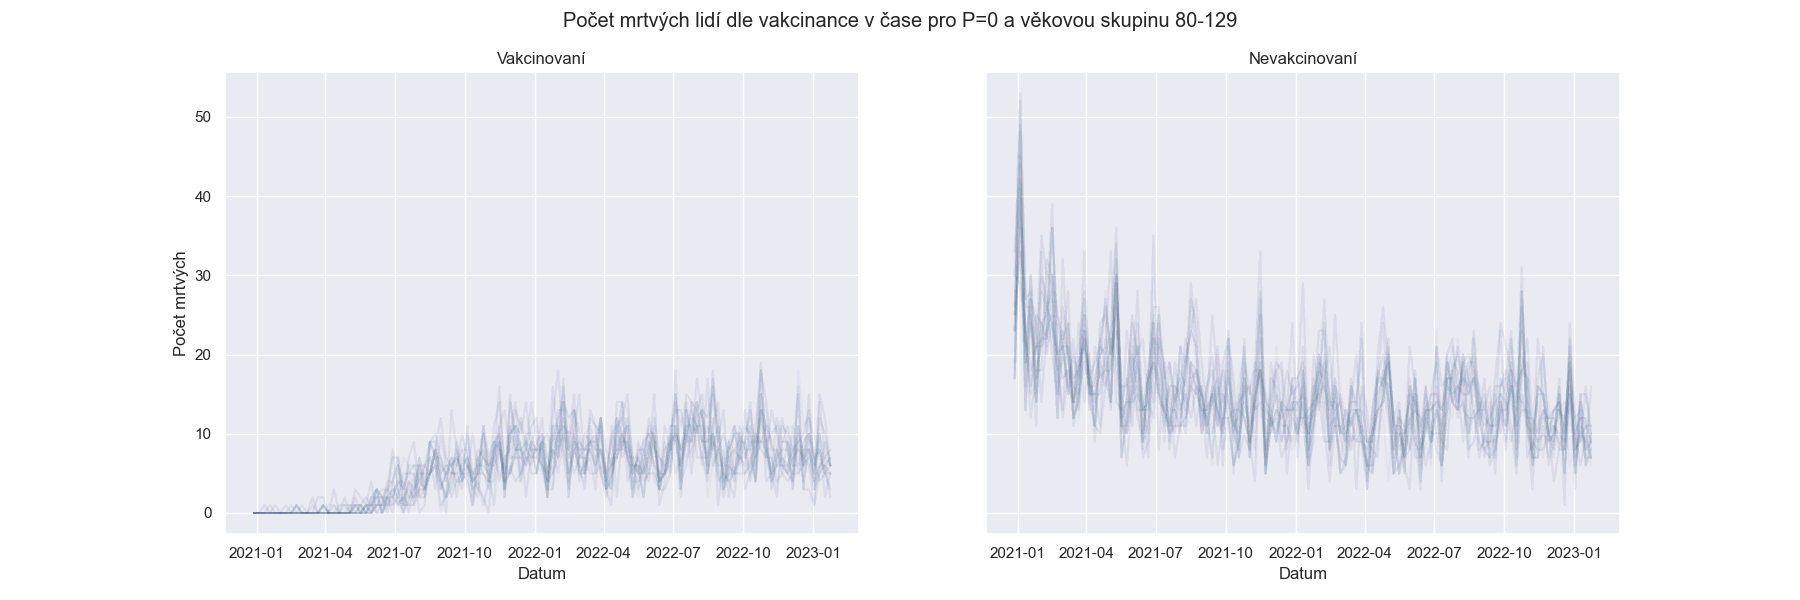 Počet mrtvých lidí dle vakcinance v čase pro P=0 a věkovou skupinu 80-129
Vakcinovaní
Nevakcinovaní
Počet mrtvých
50
40
30
20
10
0
2021-01 2021-04 2021-07 2021-10 2022-01 2022-04 2022-07 2022-10 2023-01
Datum
2021-01 2021-04 2021-07 2021-10 2022-01 2022-04 2022-07 2022-10 2023-01
Datum